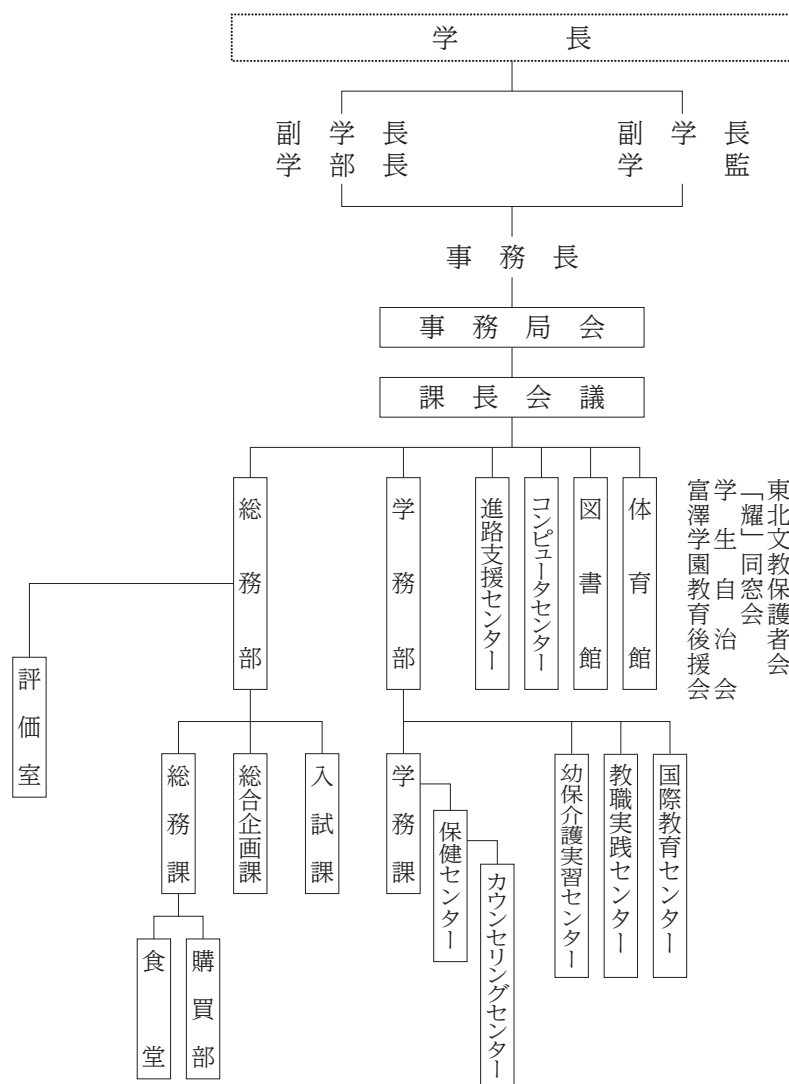 学長
副学長
学部長
副学長
学監
事務長
事務局会
課長会議
総務部
学務部
進路支援センター
コンピュータセンター
図書館
体育館
東北文教保護者会
「耀」同窓会
学生自治会
富澤学園教育後援会
評価室
総務課
総合企画課
入試課
学務課
保健センター
カウンセリングセンター
幼保介護実習センター
教職実践センター
国際教育センター
食堂
購買部